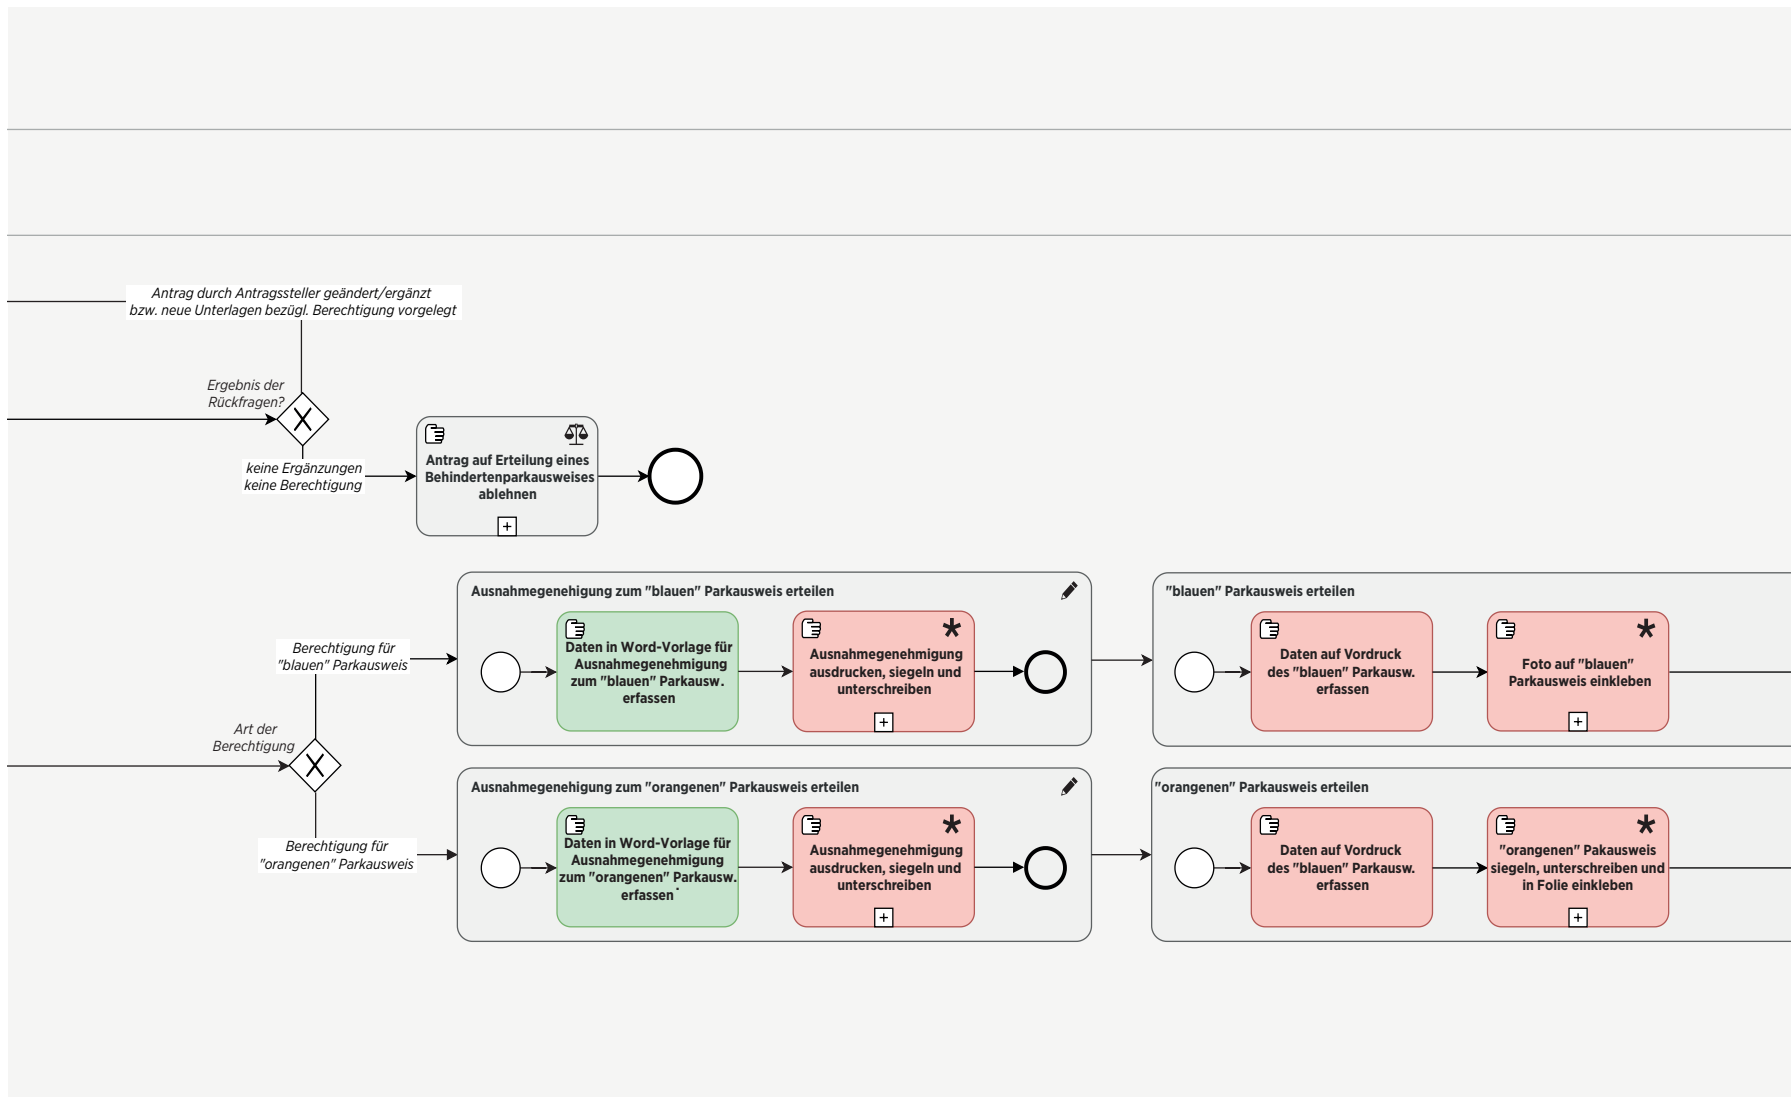 Antrag durch Antragssteller geändert/ergänzt
bzw. neue Unterlagen bezügl. Berechtigung vorgelegt
Ergebnis der
Rückfragen?
keine Ergänzungen
keine Berechtigung
Antrag auf Erteilung eines
Behindertenparkausweises
ablehnen
Art der
Berechtigung
Berechtigung für
"blauen" Parkausweis
Ausnahmegenehigung zum "blauen" Parkausweis erteilen
Daten in Word-Vorlage für
Ausnahmegenehmigung
zum "blauen" Parkausw.
erfassen
Ausnahmegenehmigung
ausdrucken, siegeln und
unterschreiben
"blauen" Parkausweis erteilen
Daten auf Vordruck
des "blauen" Parkausw.
erfassen
Foto auf "blauen"
Parkausweis einkleben
Berechtigung für
"orangenen" Parkausweis
Ausnahmegenehigung zum "orangenen" Parkausweis erteilen
Daten in Word-Vorlage für
Ausnahmegenehmigung
zum "orangenen" Parkausw.
erfassen
Ausnahmegenehmigung
ausdrucken, siegeln und
unterschreiben
"orangenen" Parkausweis erteilen
Daten auf Vordruck
des "blauen" Parkausw.
erfassen
"orangenen" Pakausweis
siegeln, unterschreiben und
in Folie einkleben